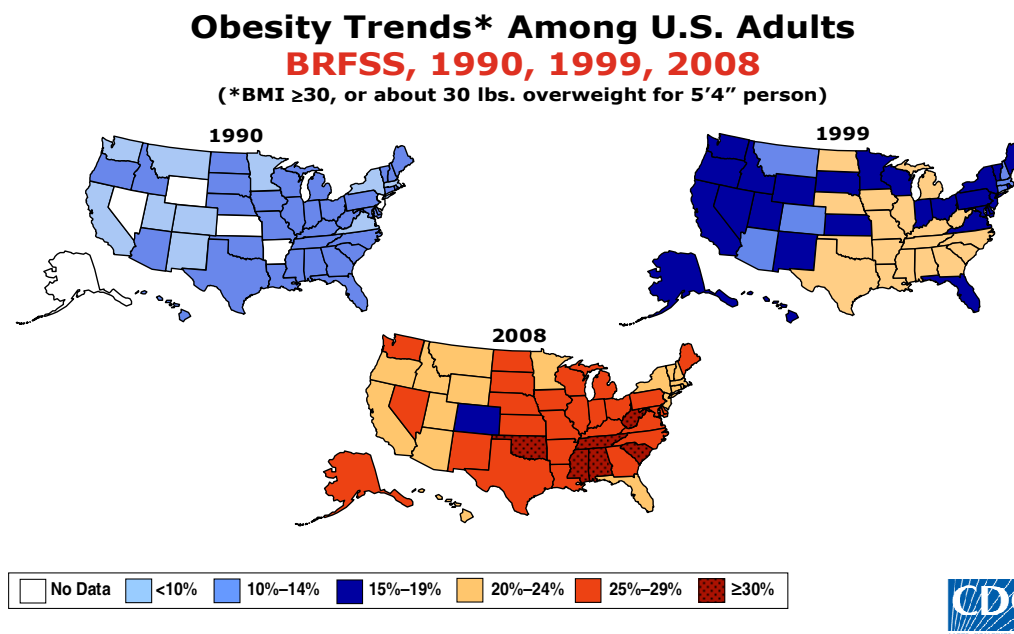 Obesity Trends* Among U.S. Adults
BRFSS, 1990, 1999, 2008
(*BMI ≥30, or about 30 lbs. overweight for 5’4” person)
1990
1999
2008
No Data <10% 10%–14% 15%–19% 20%–24% 25%–29% ≥30%
CDC